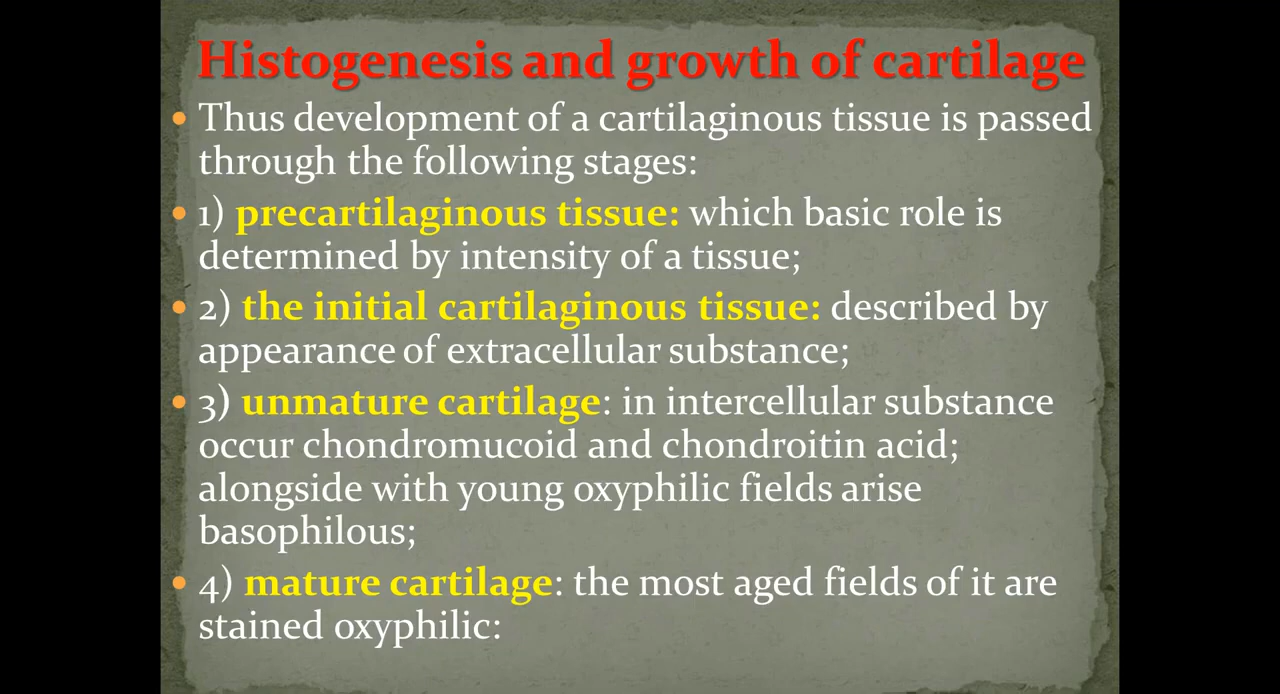 Histogenesis and growth of cartilage
• Thus development of a cartilaginous tissue is passed
through the following stages:
• 1) precartilaginous tissue: which basic role is
determined by intensity of a tissue;
• 2) the initial cartilaginous tissue: described by
appearance of extracellular substance;
• 3) unmature cartilage: in intercellular substance
occur chondromucoid and chondroitin acid;
alongside with young oxyphilic fields arise
basophilous;
• 4) mature cartilage: the most aged fields of it are
stained oxyphilic: